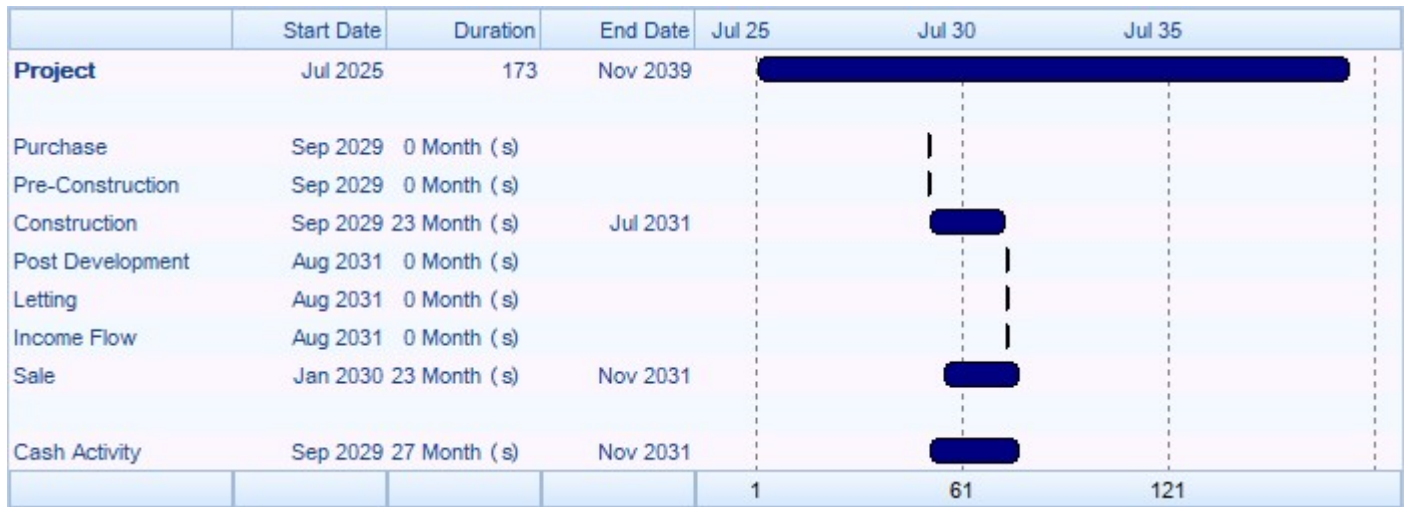 Start Date Duration End Date Jul 25 Jul 30 Jul 35
Project Jul 2025 173 Nov 2039
Purchase Sep 2029 0 Month (s)
Pre-Construction Sep 2029 0 Month (s)
Construction Sep 2029 23 Month (s) Jul 2031
Post Development Aug 2031 0 Month (s)
Letting Aug 2031 0 Month (s)
Income Flow Aug 2031 0 Month (s)
Sale Jan 2030 23 Month (s) Nov 2031
Cash Activity Sep 2029 27 Month (s) Nov 2031
1 61 121